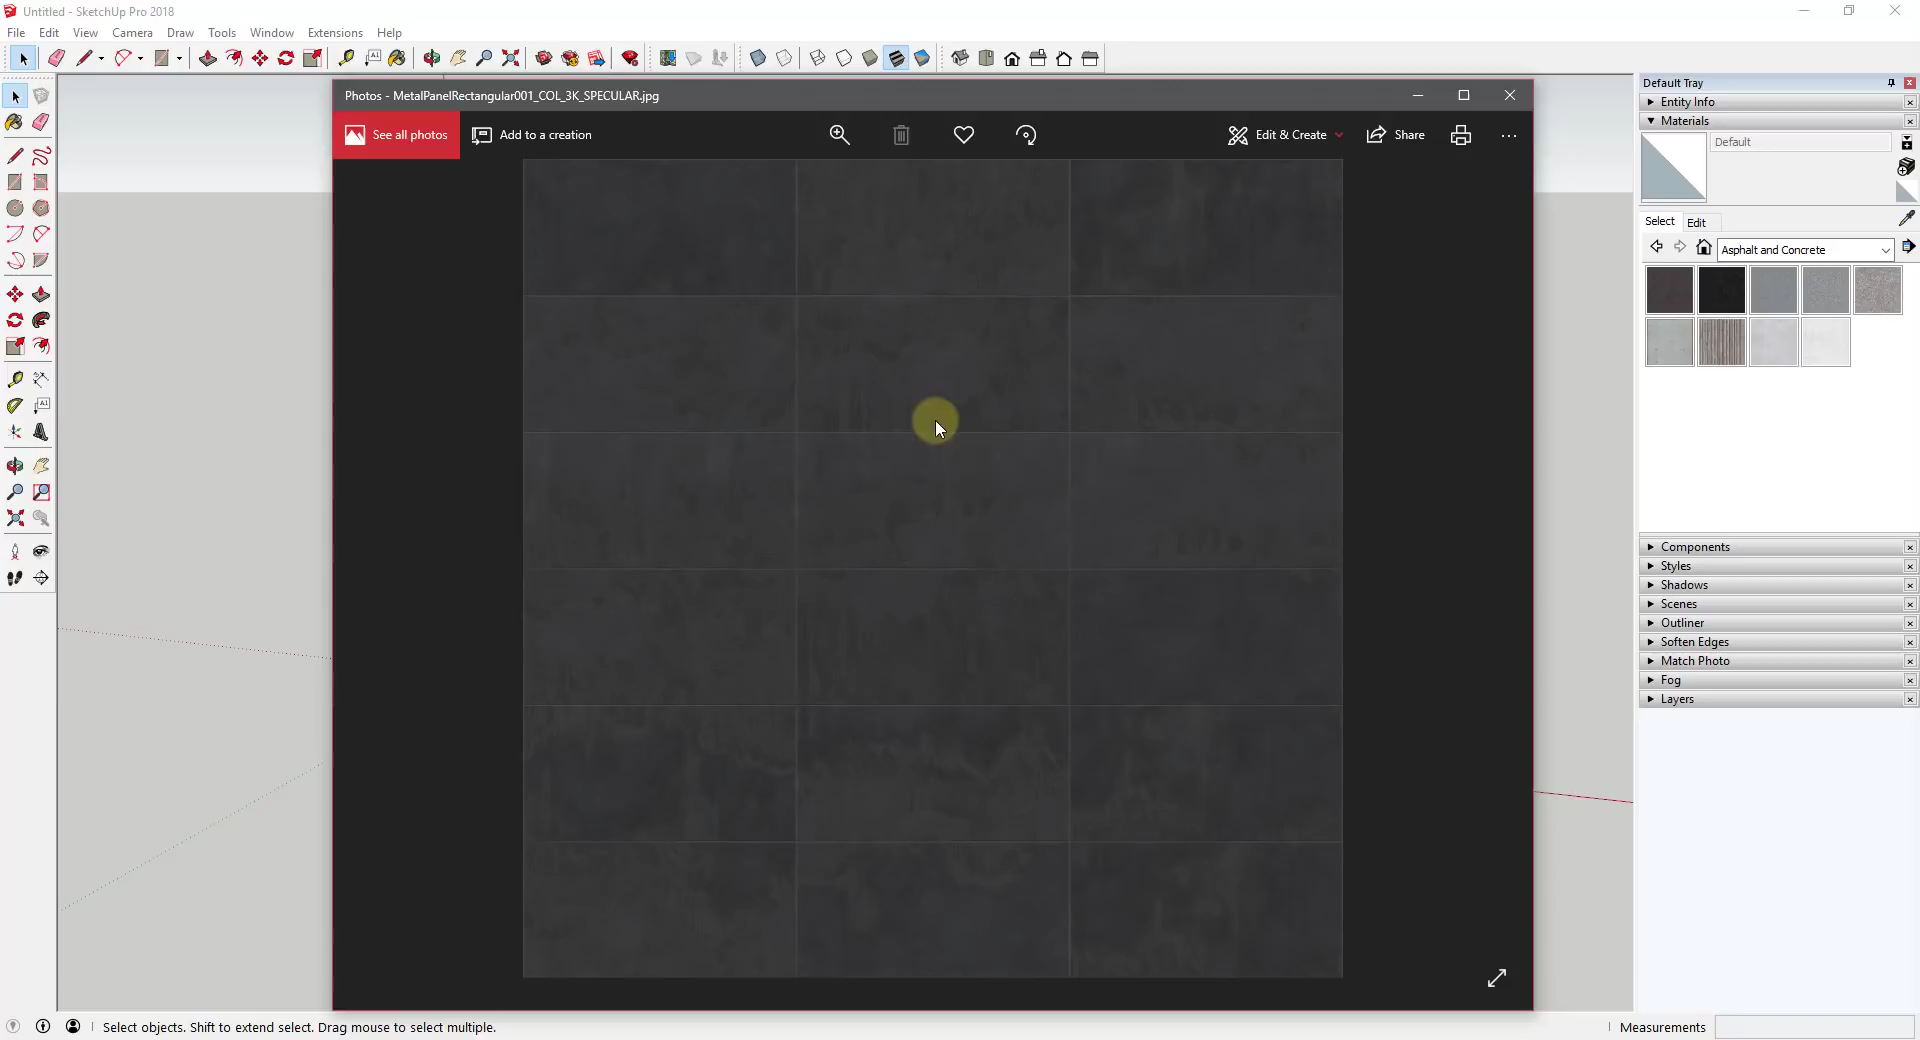 Untitled - SketchUp Pro 2018
File Edit View Camera Draw Tools Window Extensions Help
Photos - MetalPanelRectangular001_COL_3K_SPECULAR.jpg
See all photos
Add to a creation
Edit & Create
Share
Default Tray
Entity Info
Materials
Default
Select Edit
Asphalt and Concrete
Components
Styles
Shadows
Scenes
Outliner
Soften Edges
Match Photo
Fog
Layers
Select objects. Shift to extend select. Drag mouse to select multiple.
Measurements